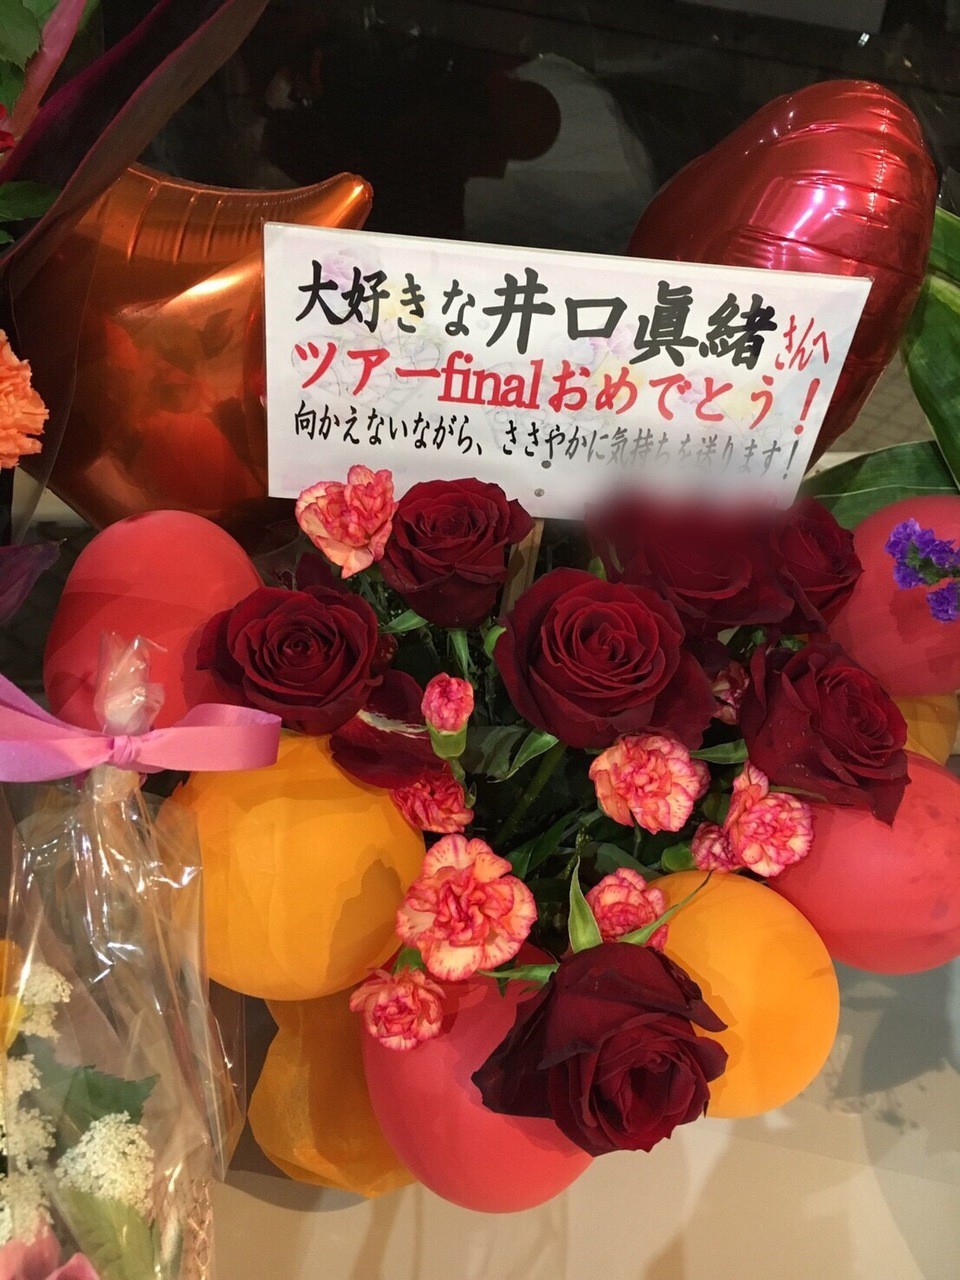 大好きな井口眞緒さんへ
ツアーfinalおめでとう!
向かえないながら、ささやかに気持ちを送ります!